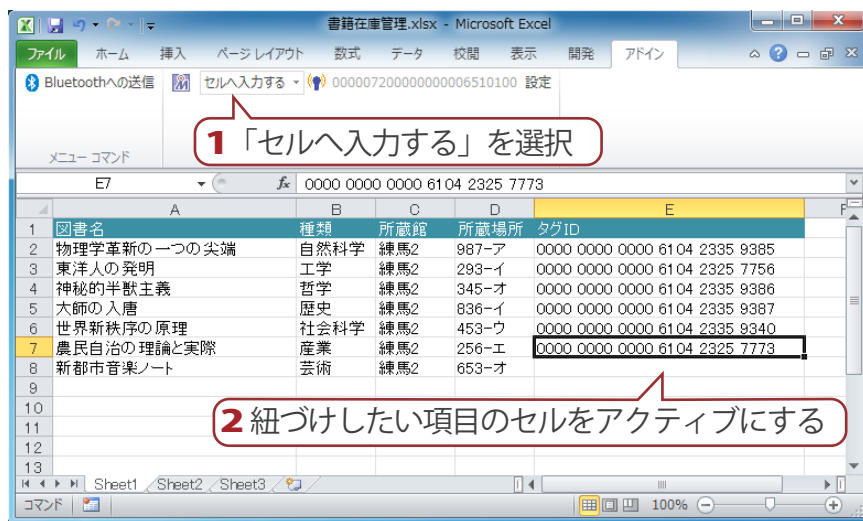 書籍在庫管理.xlsx - Microsoft Excel
ファイル ホーム 挿入 ページ レイアウト 数式 データ 校閲 表示 開発 アドイン
Bluetoothへの送信 セルへ入力する 000007200000000006510100 設定
1「セルへ入力する」を選択
メニュー コマンド
E7 fx 0000 0000 0000 6104 2325 7773
A B C D E F
1 図書名 種類 所蔵館 所蔵場所 タグID
2 物理学革新の一つの尖端 自然科学 練馬2 987-ア 0000 0000 0000 6104 2335 9385
3 東洋人の発明 工学 練馬2 293-イ 0000 0000 0000 6104 2325 7756
4 神秘的半獣主義 哲学 練馬2 345-オ 0000 0000 0000 6104 2335 9386
5 大師の入唐 歴史 練馬2 836-イ 0000 0000 0000 6104 2335 9387
6 世界新秩序の原理 社会科学 練馬2 453-ウ 0000 0000 0000 6104 2335 9340
7 農民自治の理論と実際 産業 練馬2 256-エ 0000 0000 0000 6104 2325 7773
8 新都市音楽ノート 芸術 練馬2 653-オ
9
10
2 紐づけしたい項目のセルをアクティブにする
11
12
13
Sheet1 Sheet2 Sheet3
コマンド 100%